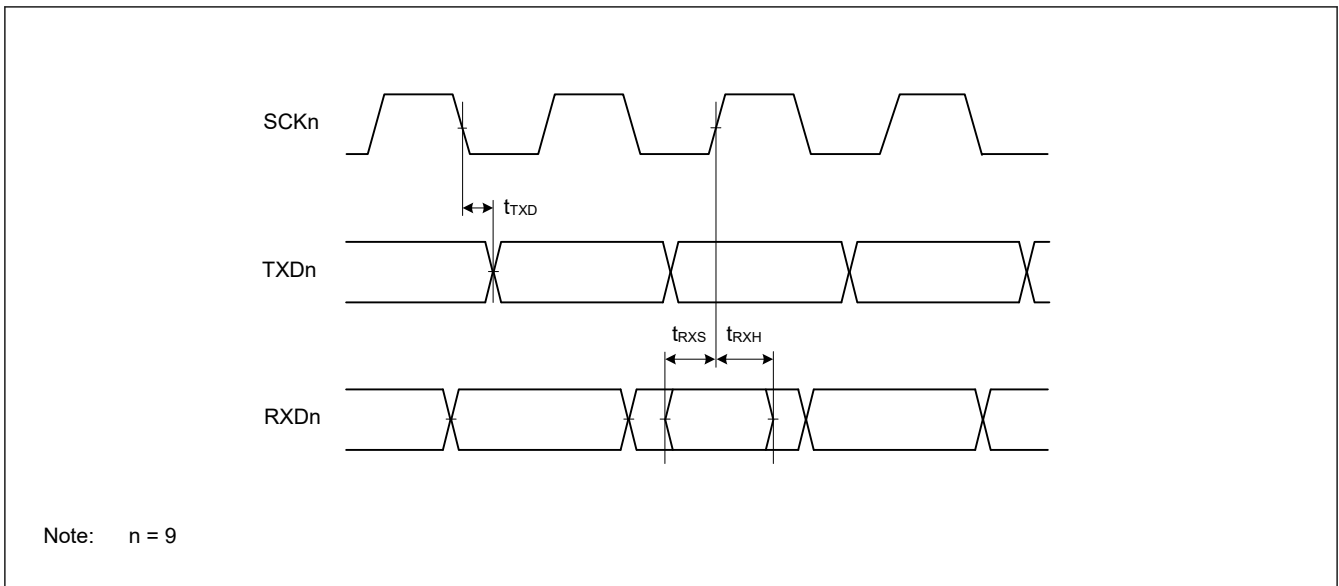 SCKn
tTXD
TXDn
tRXS tRXH
RXDn
Note: n = 9